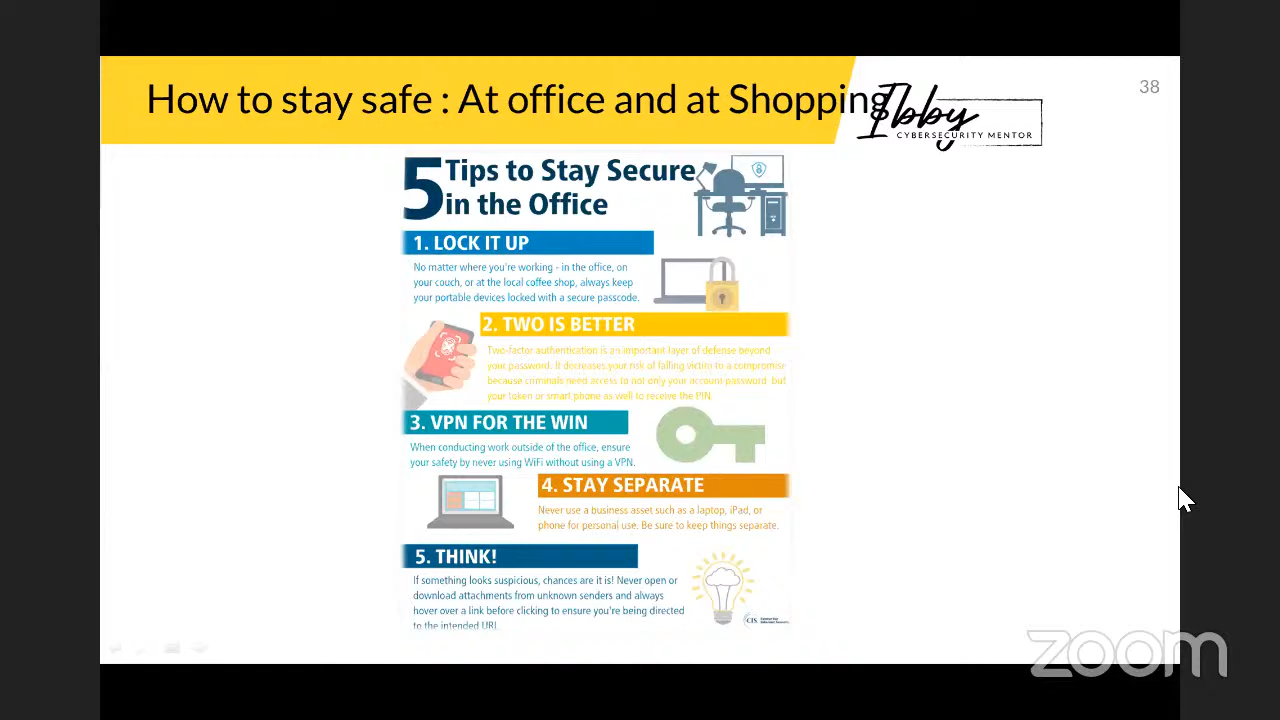 How to stay safe : At office and at Shopping
Ibby
CYBERSECURITY MENTOR
38
5 Tips to Stay Secure
in the Office
1. LOCK IT UP
No matter where you're working - in the office, on
your couch, or at the local coffee shop, always keep
your portable devices locked with a secure passcode.
2. TWO IS BETTER
Two-factor authentication is an important layer of defense beyond
your password. It decreases your risk of falling victim to a compromise
because criminals need access to not only your account password but
your token or smart phone as well to receive the PIN.
3. VPN FOR THE WIN
When conducting work outside of the office, ensure
your safety by never using WiFi without using a VPN.
4. STAY SEPARATE
Never use a business asset such as a laptop, iPad, or
phone for personal use. Be sure to keep things separate.
5. THINK!
If something looks suspicious, chances are it is! Never open or
download attachments from unknown senders and always
hover over a link before clicking to ensure you're being directed
to the intended URL.
CIS
zoom